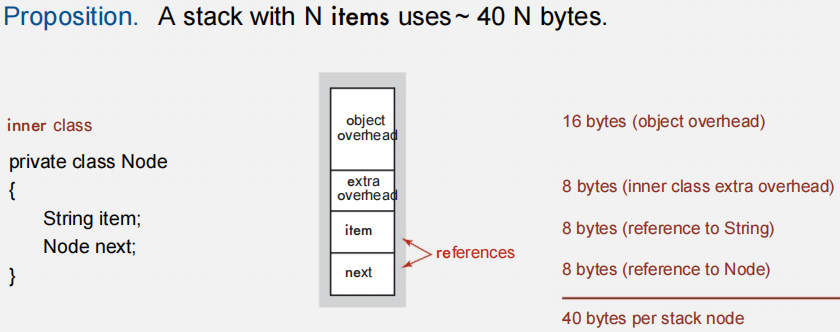 Proposition. A stack with N items uses ~ 40 N bytes.
inner class
private class Node
{
String item;
Node next;
}
object
overhead
extra
overhead
item
next
references
16 bytes (object overhead)
8 bytes (inner class extra overhead)
8 bytes (reference to String)
8 bytes (reference to Node)
40 bytes per stack node